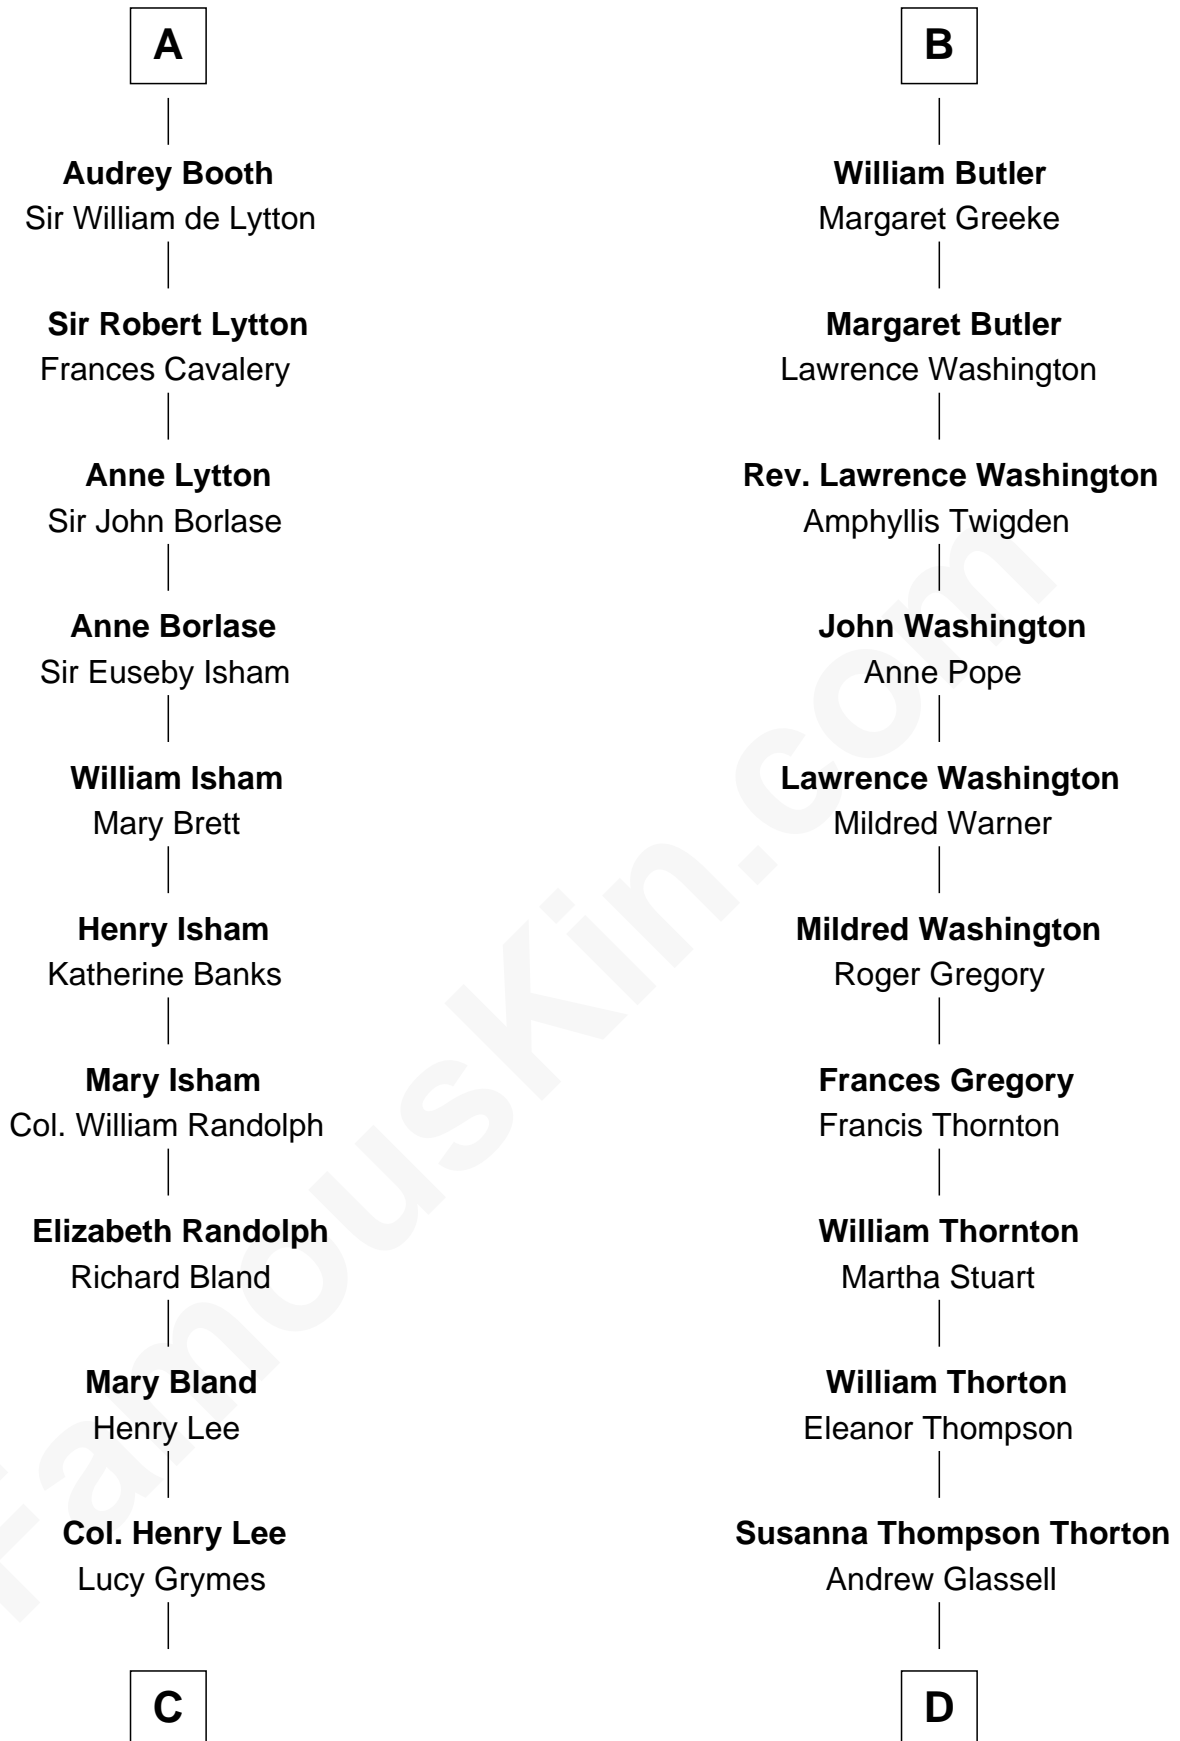 A
Audrey Booth
Sir William de Lytton
Sir Robert Lytton
Frances Cavalery
Anne Lytton
Sir John Borlase
Anne Borlase
Sir Euseby Isham
William Isham
Mary Brett
Henry Isham
Katherine Banks
Mary Isham
Col. William Randolph
Elizabeth Randolph
Richard Bland
Mary Bland
Henry Lee
Col. Henry Lee
Lucy Grymes
C
B
William Butler
Margaret Greeke
Margaret Butler
Lawrence Washington
Rev. Lawrence Washington
Amphyllis Twigden
John Washington
Anne Pope
Lawrence Washington
Mildred Warner
Mildred Washington
Roger Gregory
Frances Gregory
Francis Thornton
William Thornton
Martha Stuart
William Thorton
Eleanor Thompson
Susanna Thompson Thorton
Andrew Glassell
D
FamousKin.com